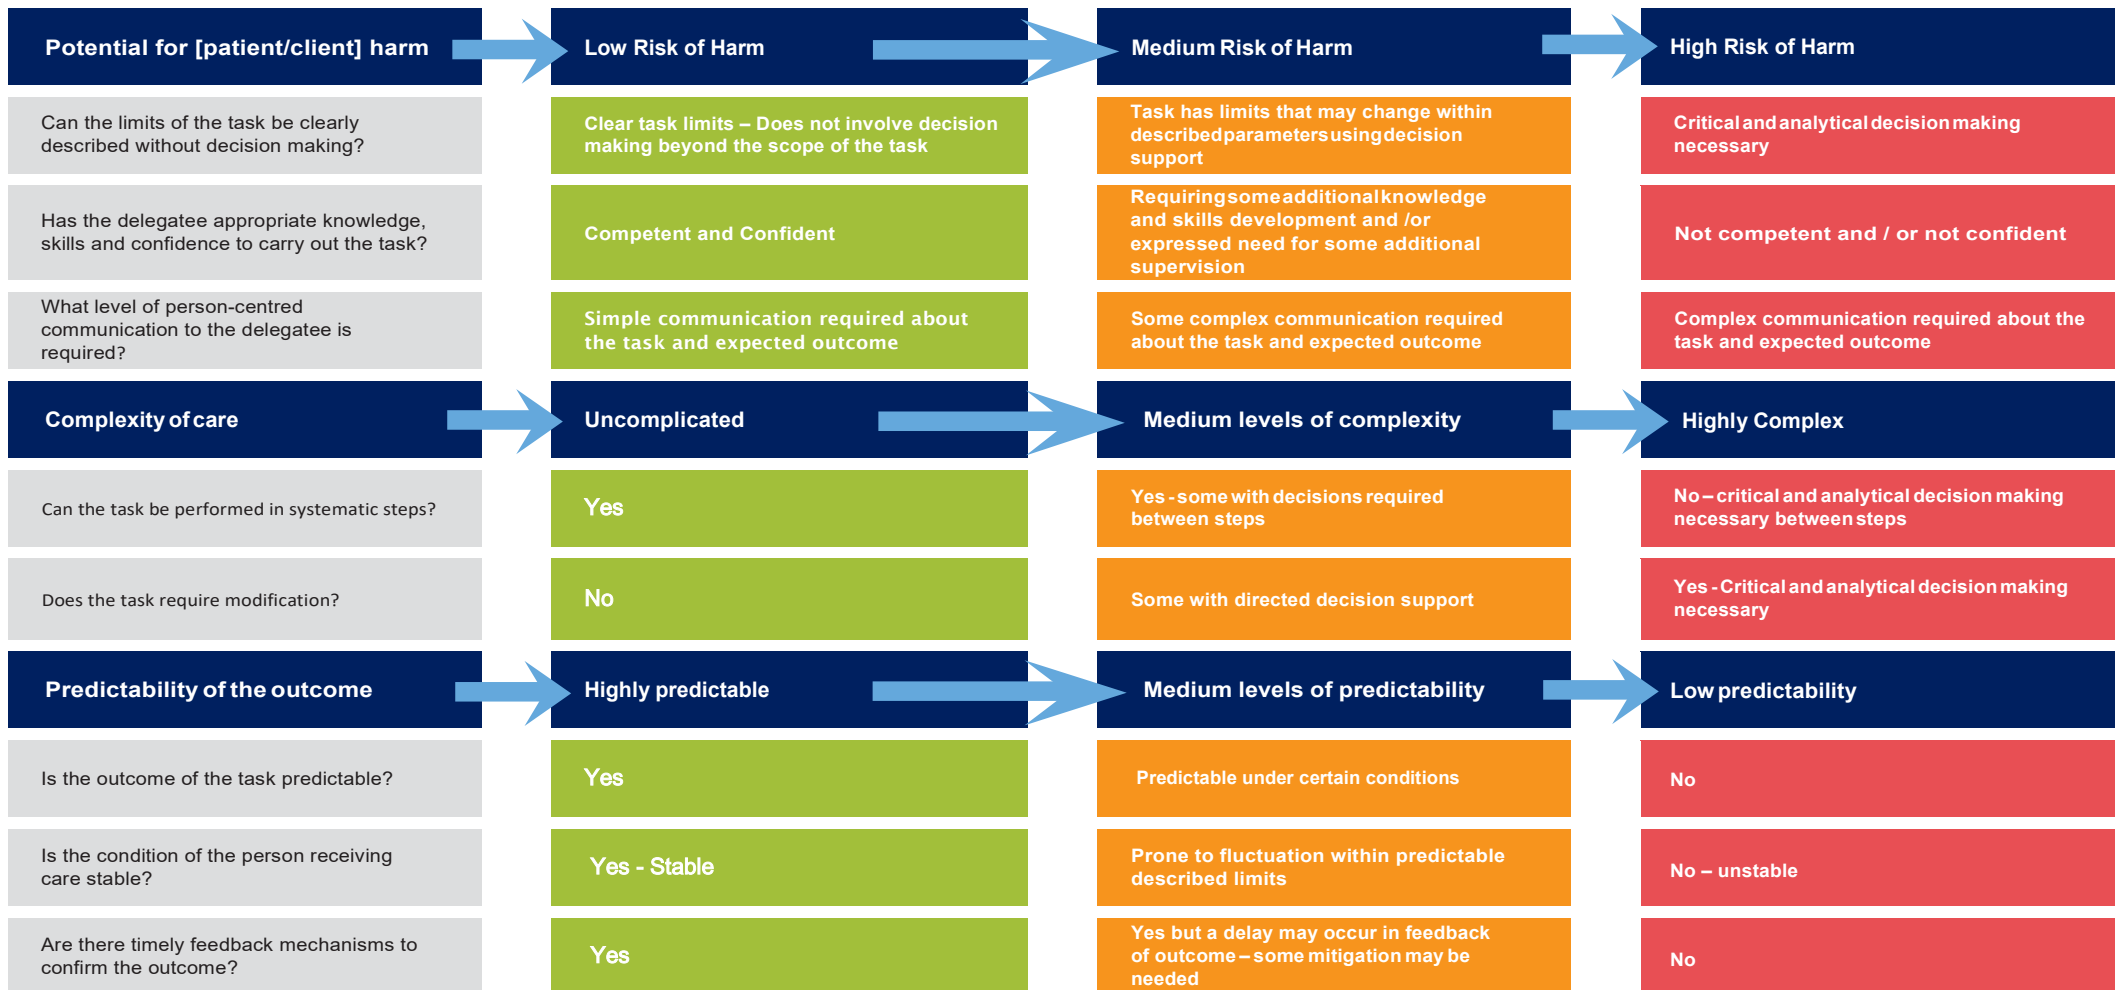 Potential for [patient/client] harm
Low Risk of Harm
Medium Risk of Harm
High Risk of Harm
Can the limits of the task be clearly
described without decision making?
Clear task limits – Does not involve decision
making beyond the scope of the task
Task has limits that may change within
described parameters using decision
support
Critical and analytical decision making
necessary
Has the delegatee appropriate knowledge,
skills and confidence to carry out the task?
Competent and Confident
Requiring some additional knowledge
and skills development and /or
expressed need for some additional
supervision
Not competent and / or not confident
What level of person-centred
communication to the delegatee is
required?
Simple communication required about
the task and expected outcome
Some complex communication required
about the task and expected outcome
Complex communication required about the
task and expected outcome
Complexity of care
Uncomplicated
Medium levels of complexity
Highly Complex
Can the task be performed in systematic steps?
Yes
Yes - some with decisions required
between steps
No – critical and analytical decision making
necessary between steps
Does the task require modification?
No
Some with directed decision support
Yes - Critical and analytical decision making
necessary
Predictability of the outcome
Highly predictable
Medium levels of predictability
Low predictability
Is the outcome of the task predictable?
Yes
Predictable under certain conditions
No
Is the condition of the person receiving
care stable?
Yes - Stable
Prone to fluctuation within predictable
described limits
No – unstable
Are there timely feedback mechanisms to
confirm the outcome?
Yes
Yes but a delay may occur in feedback
of outcome – some mitigation may be
needed
No